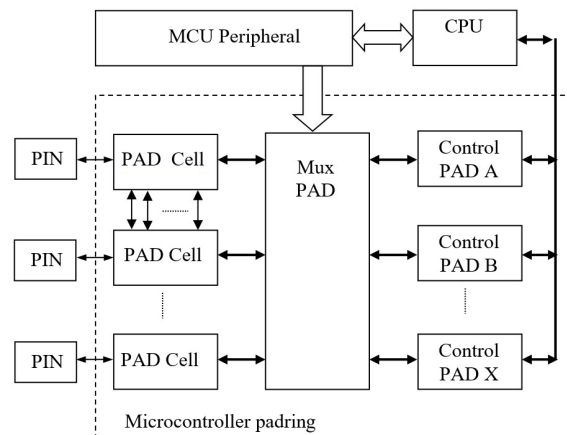 MCU Peripheral
CPU
PIN
PAD Cell
Mux
PAD
Control
PAD A
PIN
PAD Cell
Control
PAD B
PIN
PAD Cell
Control
PAD X
Microcontroller padring